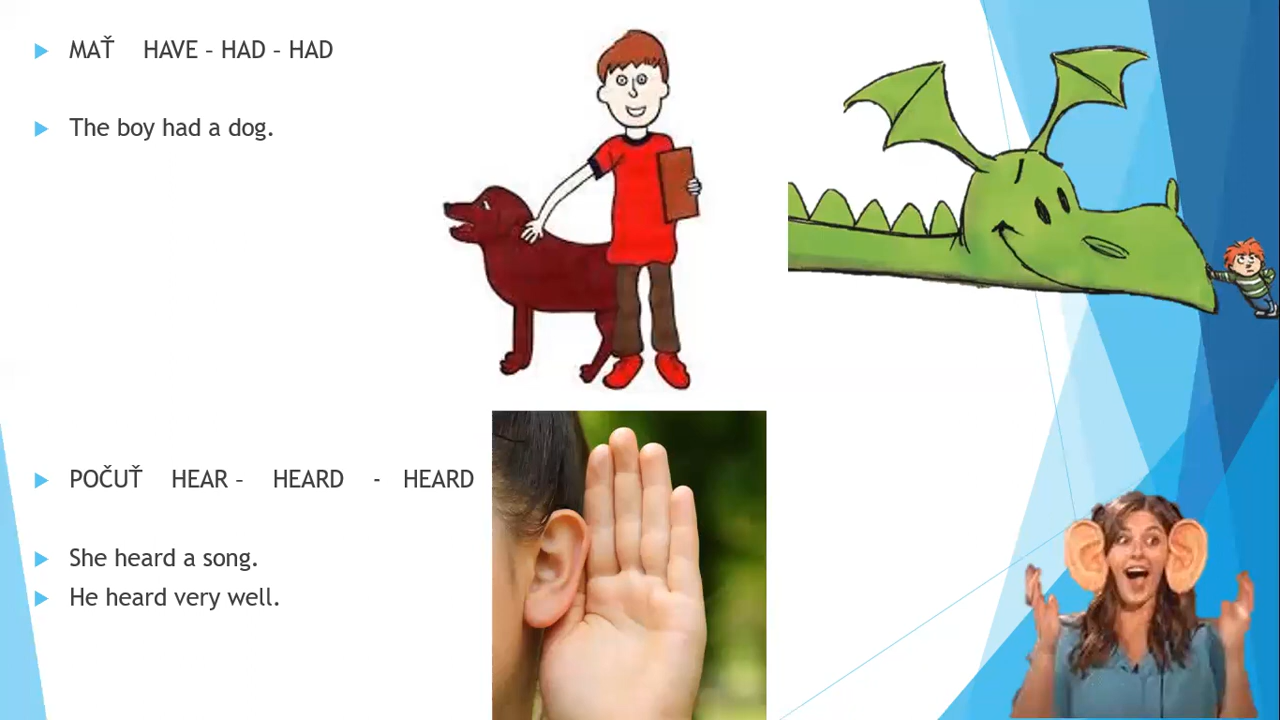 MAŤ HAVE – HAD – HAD
The boy had a dog.
POČUŤ HEAR – HEARD - HEARD
She heard a song.
He heard very well.